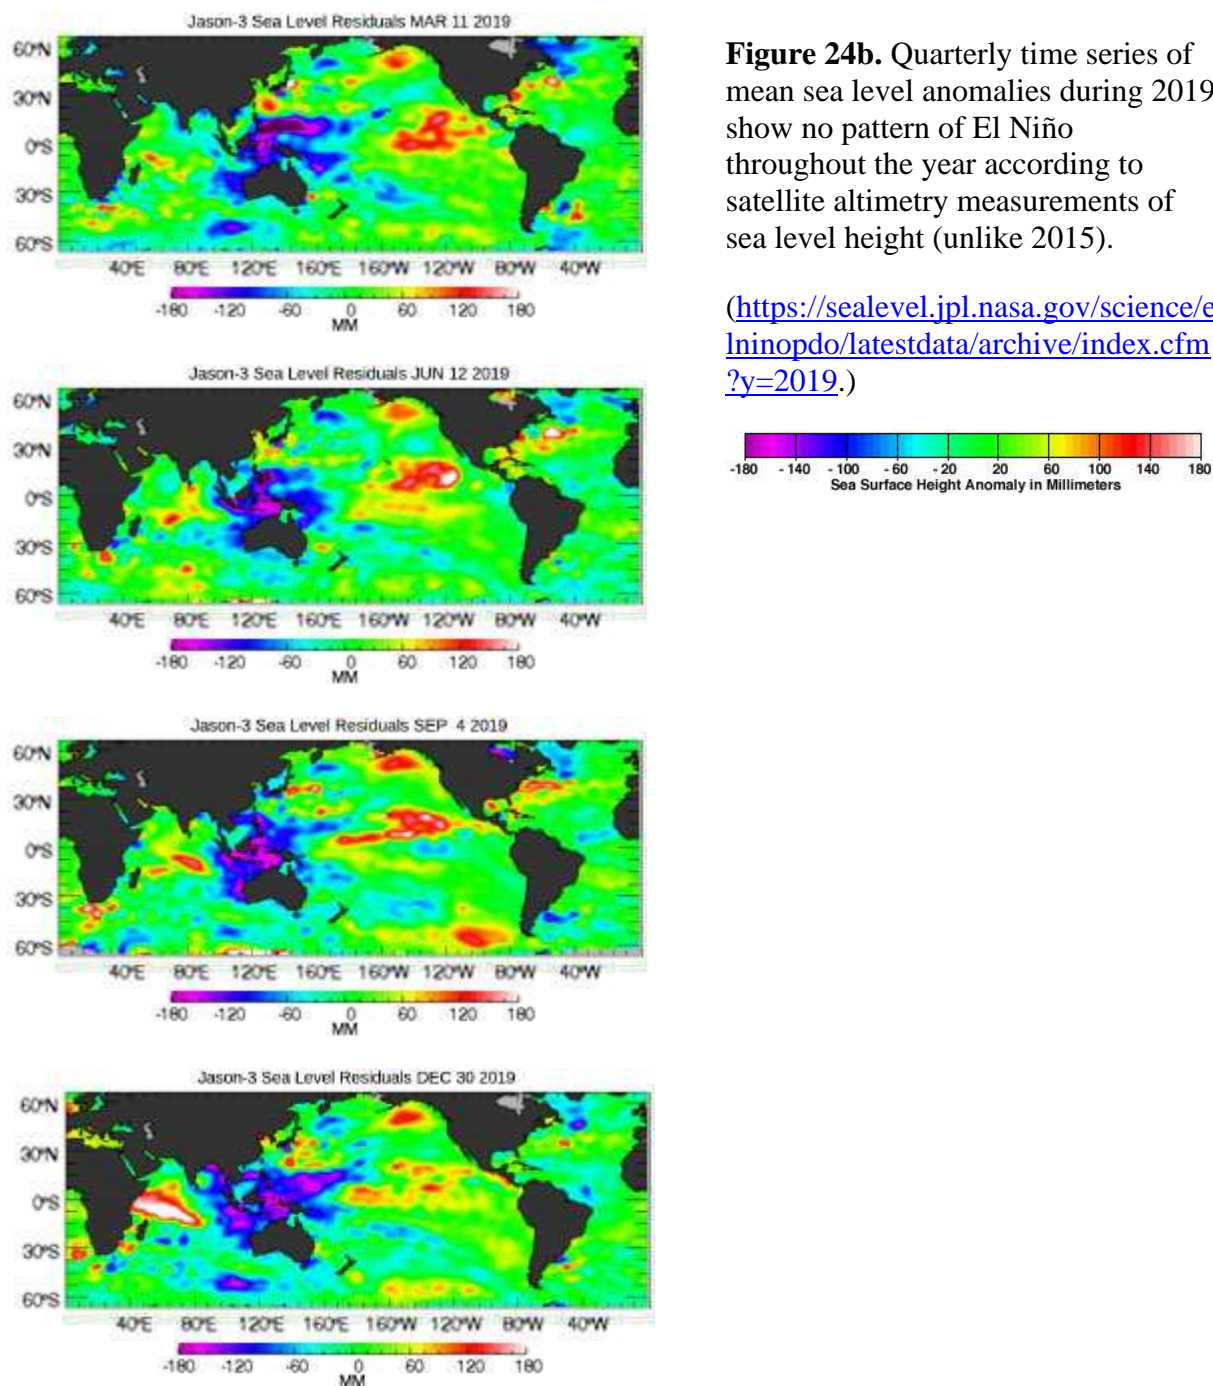 Jason-3 Sea Level Residuals MAR 11 2019
60°N
30°N
0°S
30°S
60°S
40°E 80°E 120°E 160°E 160°W 120°W 80°W 40°W
-180 -120 -60 0 60 120 180
MM
Jason-3 Sea Level Residuals JUN 12 2019
60°N
30°N
0°S
30°S
60°S
40°E 80°E 120°E 160°E 160°W 120°W 80°W 40°W
-180 -120 -60 0 60 120 180
MM
Jason-3 Sea Level Residuals SEP 4 2019
60°N
30°N
0°S
30°S
60°S
40°E 80°E 120°E 160°E 160°W 120°W 80°W 40°W
-180 -120 -60 0 60 120 180
MM
Jason-3 Sea Level Residuals DEC 30 2019
60°N
30°N
0°S
30°S
60°S
40°E 80°E 120°E 160°E 160°W 120°W 80°W 40°W
-180 -120 -60 0 60 120 180
MM
Figure 24b. Quarterly time series of
mean sea level anomalies during 2019
show no pattern of El Niño
throughout the year according to
satellite altimetry measurements of
sea level height (unlike 2015).
(https://sealevel.jpl.nasa.gov/science/e
lninopdo/latestdata/archive/index.cfm
?y=2019.)
-180 -140 -100 -60 -20 20 60 100 140 180
Sea Surface Height Anomaly in Millimeters